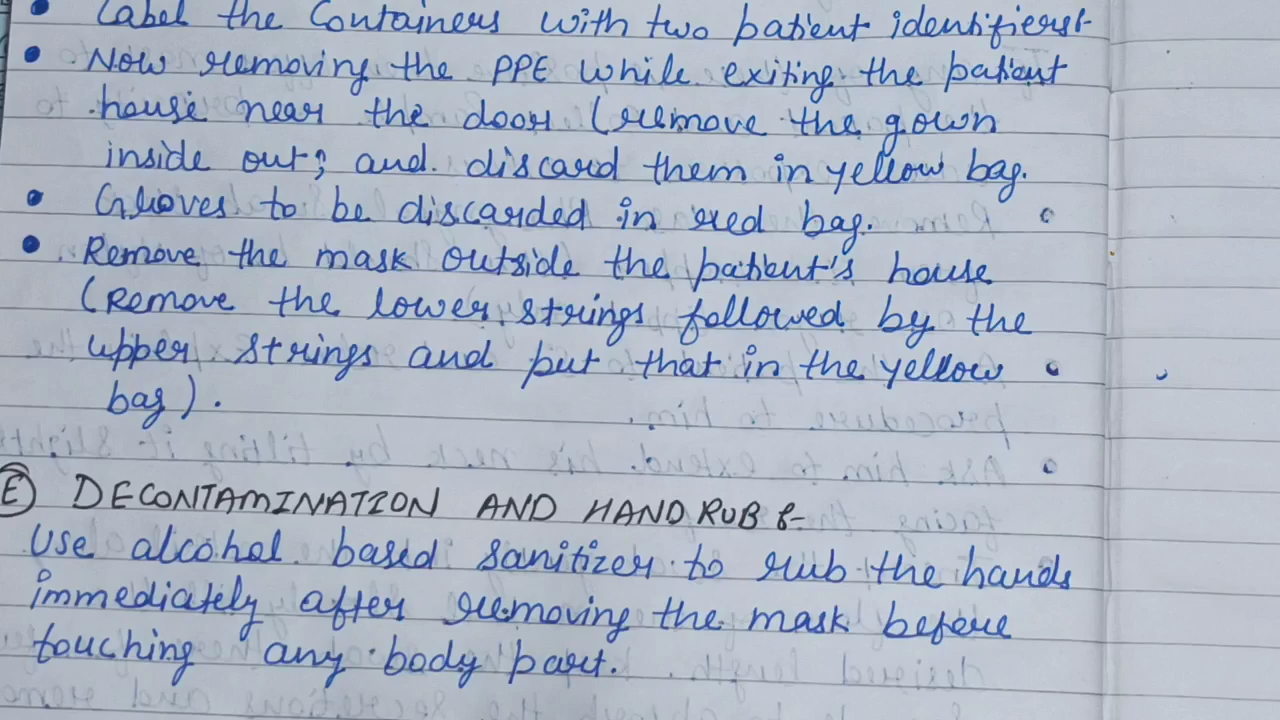 • Label the Containers with two patient identifiers:-
• Now removing the PPE while exiting the patient
house near the door (remove the gown
inside out; and discard them in yellow bag.
• Gloves to be discarded in red bag.
• Remove the mask outside the patient's house
(Remove the lower strings followed by the
upper strings and put that in the yellow
bag).
(E) DECONTAMINATION AND HAND RUB :-
Use alcohol based sanitizer to rub the hands
immediately after removing the mask before
touching any body part.